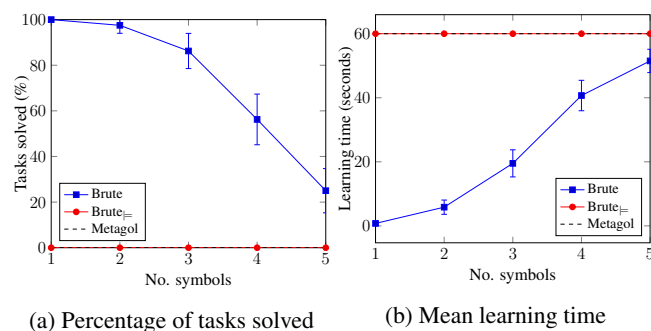 100
80
60
40
20
0
Tasks solved (%)
Brute
Brute|=
Metagol
1 2 3 4 5
No. symbols
(a) Percentage of tasks solved
60
40
20
0
Learning time (seconds)
Brute
Brute|=
Metagol
1 2 3 4 5
No. symbols
(b) Mean learning time